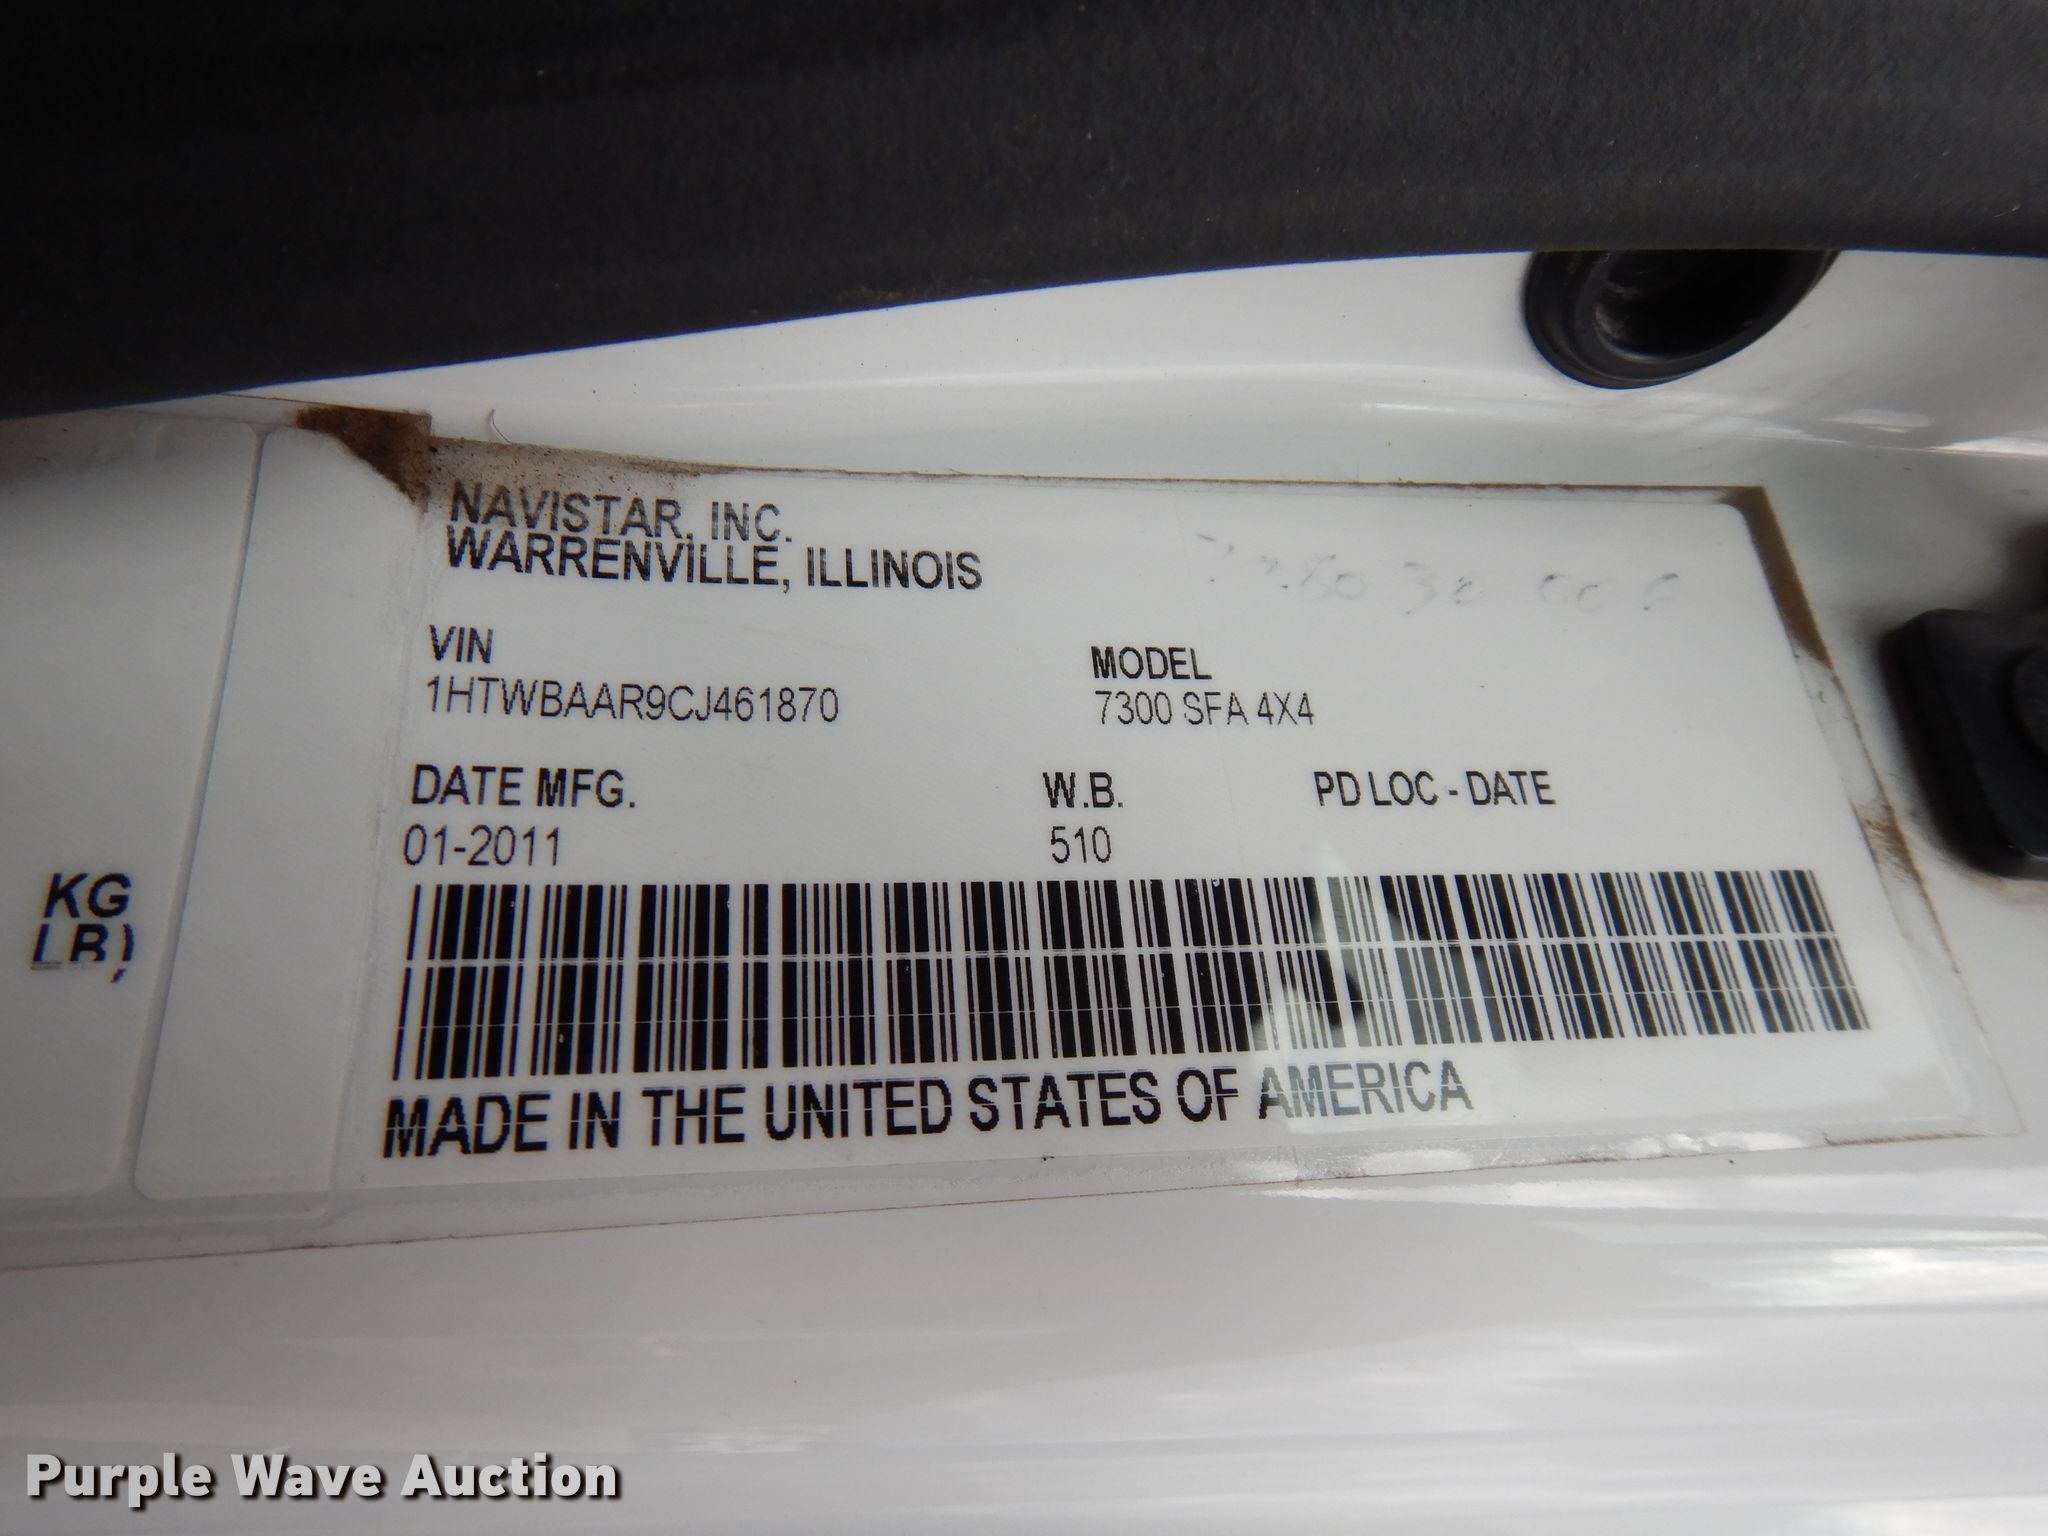 NAVISTAR, INC.
WARRENVILLE, ILLINOIS
VIN
1HTWBAAR9CJ461870
MODEL
7300 SFA 4X4
DATE MFG.
01-2011
W.B.
510
PD LOC - DATE
KG
LB)
MADE IN THE UNITED STATES OF AMERICA
Purple Wave Auction